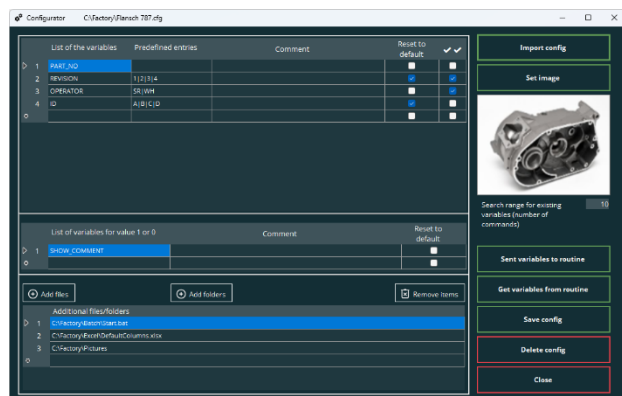 Configurator C:\Factory\Flansch 787.cfg
List of the variables Predefined entries Comment Reset to default
1 PART_NO
2 REVISION 1|2|3|4
3 OPERATOR SR|WH
4 ID A|B|C|D
List of variables for value 1 or 0 Comment Reset to default
1 SHOW_COMMENT
Add files Add folders Remove items
Additional files/folders
1 C:\Factory\Batch\Start.bat
2 C:\Factory\Excel\DefaultColumns.xlsx
3 C:\Factory\Pictures
Import config
Set image
Search range for existing 10
variables (number of
commands)
Sent variables to routine
Get variables from routine
Save config
Delete config
Close